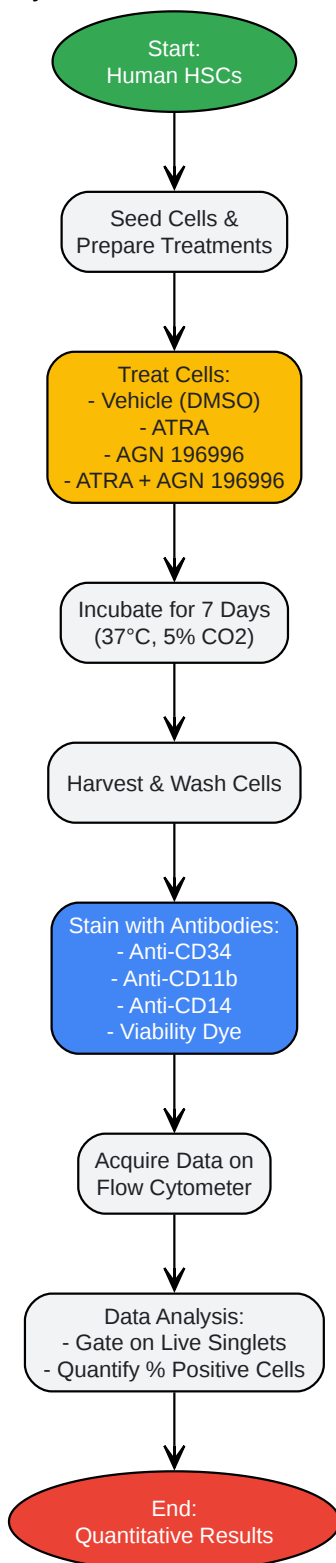 Start:
Human HSCs
Seed Cells &
Prepare Treatments
Treat Cells:
- Vehicle (DMSO)
- ATRA
- AGN 196996
- ATRA + AGN 196996
Incubate for 7 Days
(37°C, 5% CO2)
Harvest & Wash Cells
Stain with Antibodies:
- Anti-CD34
- Anti-CD11b
- Anti-CD14
- Viability Dye
Acquire Data on
Flow Cytometer
Data Analysis:
- Gate on Live Singlets
- Quantify % Positive Cells
End:
Quantitative Results